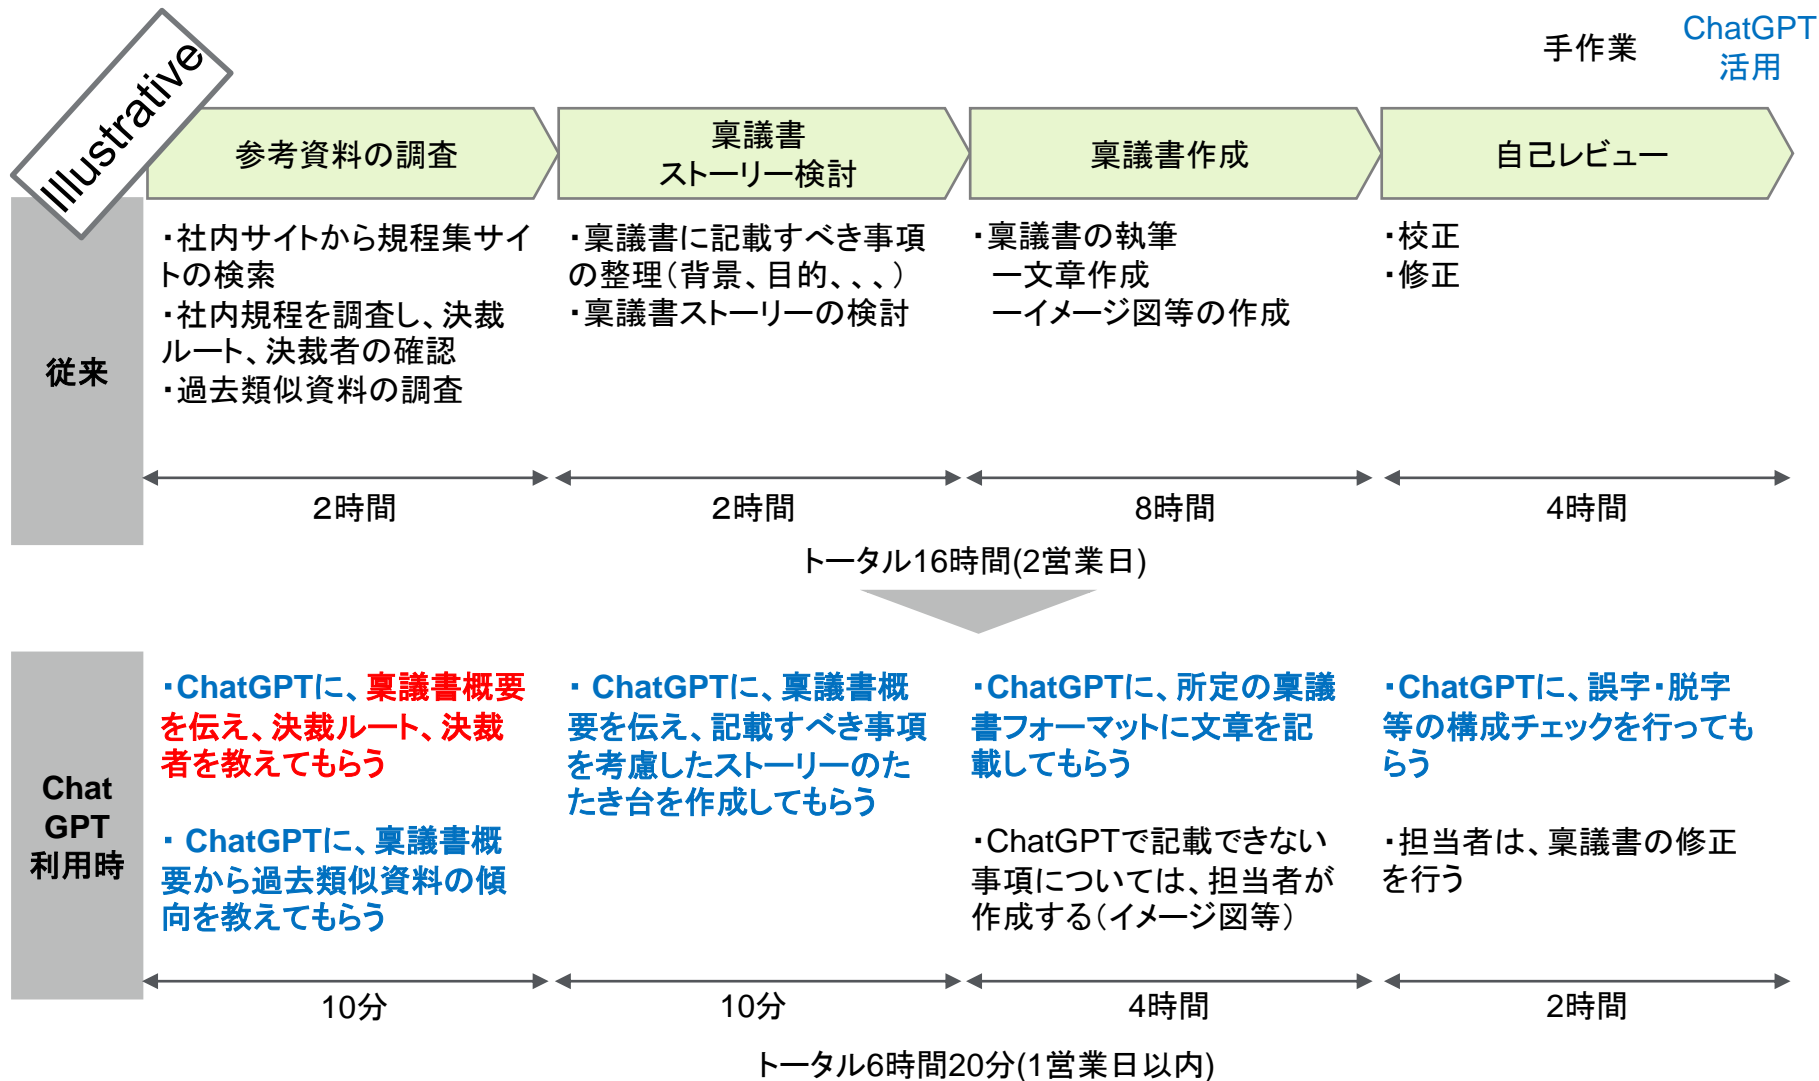 Illustrative
手作業
ChatGPT
活用
参考資料の調査
稟議書
ストーリー検討
稟議書作成
自己レビュー
従来
・社内サイトから規程集サイ
トの検索
・社内規程を調査し、決裁
ルート、決裁者の確認
・過去類似資料の調査
・稟議書に記載すべき事項
の整理（背景、目的、、、）
・稟議書ストーリーの検討
・稟議書の執筆
―文章作成
―イメージ図等の作成
・校正
・修正
２時間
2時間
8時間
4時間
トータル16時間(2営業日)
Chat
GPT
利用時
・ChatGPTに、稟議書概要
を伝え、決裁ルート、決裁
者を教えてもらう
・ ChatGPTに、稟議書概
要から過去類似資料の傾
向を教えてもらう
・ ChatGPTに、稟議書概
要を伝え、記載すべき事項
を考慮したストーリーのた
たき台を作成してもらう
・ChatGPTに、所定の稟議
書フォーマットに文章を記
載してもらう
・ChatGPTで記載できない
事項については、担当者が
作成する（イメージ図等）
・ChatGPTに、誤字・脱字
等の構成チェックを行っても
らう
・担当者は、稟議書の修正
を行う
10分
10分
4時間
2時間
トータル6時間20分(1営業日以内)